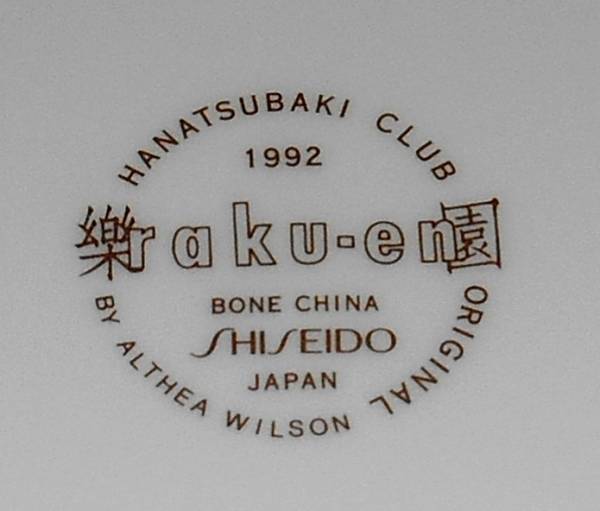 HANATSUBAKI CLUB
1992
樂raku-en園
BONE CHINA
SHISEIDO
JAPAN
ORIGINAL
BY ALTHEA WILSON